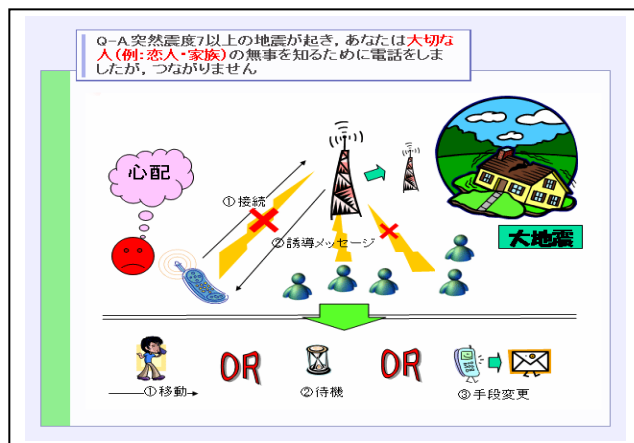 Q-A.突然震度7以上の地震が起き，あなたは大切な
人(例:恋人・家族)の無事を知るために電話をしま
したが，つながりません
心配
①接続
②誘導メッセージ
大地震
OR
OR
①移動
②待機
③手段変更